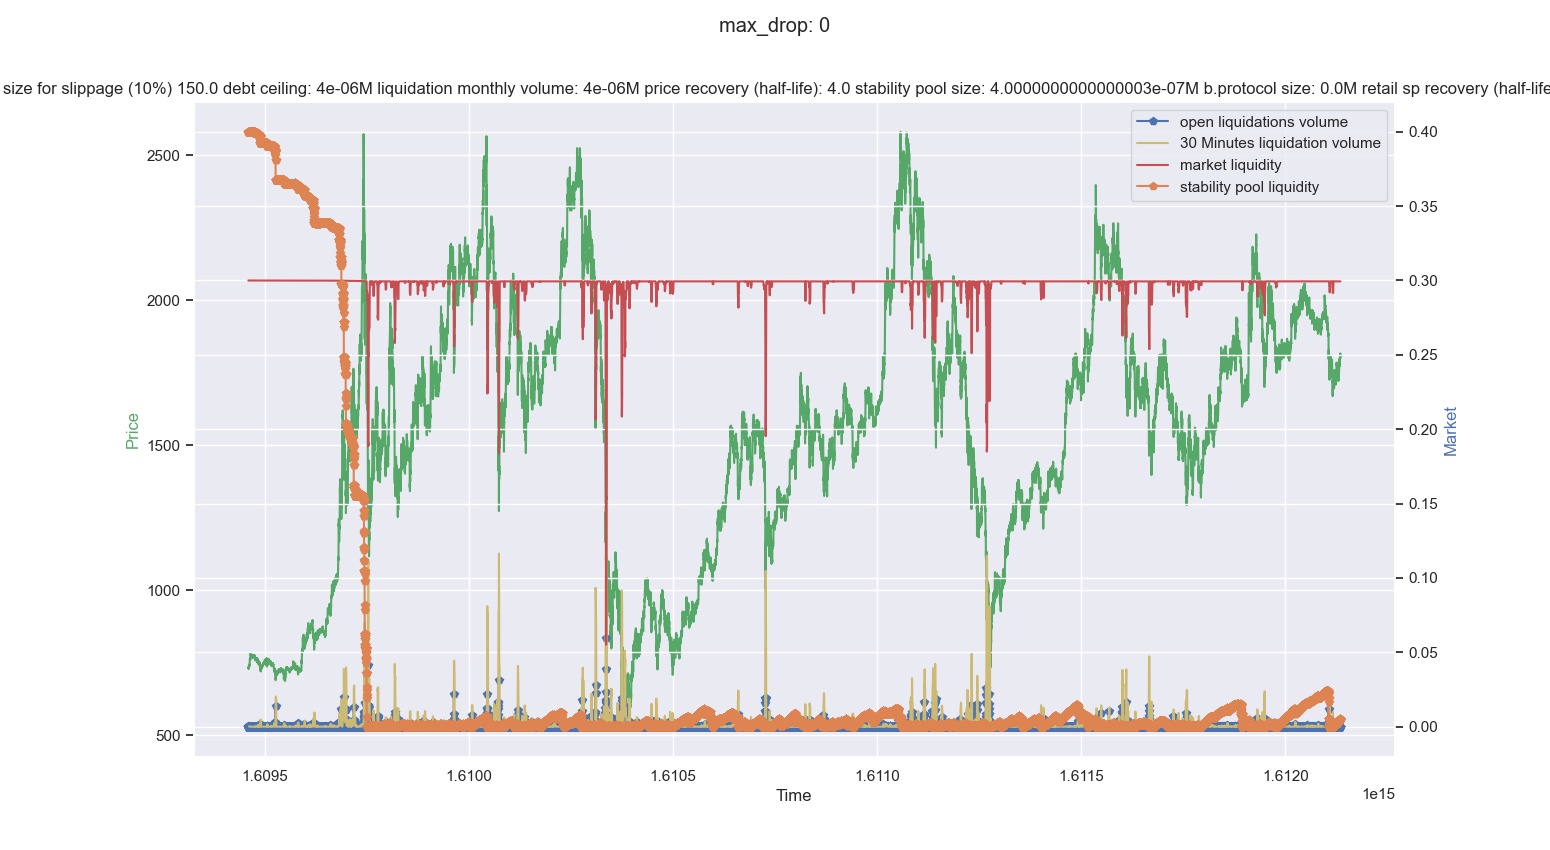 max_drop: 0
size for slippage (10%) 150.0 debt ceiling: 4e-06M liquidation monthly volume: 4e-06M price recovery (half-life): 4.0 stability pool size: 4.0000000000000003e-07M b.protocol size: 0.0M retail sp recovery (half-life
open liquidations volume
30 Minutes liquidation volume
market liquidity
stability pool liquidity
2500
2000
1500
1000
500
Price
0.40
0.35
0.30
0.25
0.20
0.15
0.10
0.05
0.00
Market
1.6095 1.6100 1.6105 1.6110 1.6115 1.6120
1e15
Time